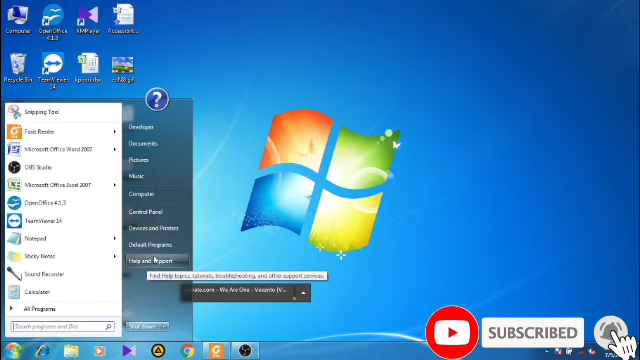 Computer
OpenOffice 4.1.3
KMPlayer
Recycle Bin
TeamViewer 14
Snipping Tool
Foxit Reader
Microsoft Office Word 2007
OBS Studio
Microsoft Office Excel 2007
OpenOffice 4.1.3
TeamViewer 14
Notepad
Sticky Notes
Sound Recorder
Calculator
All Programs
Search programs and files
?
Developer
Documents
Pictures
Music
Computer
Control Panel
Devices and Printers
Default Programs
Help and Support
Find Help topics, tutorials, troubleshooting, and other support services.
eate.com - We Are One - Vexento [V...
Shut down
SUBSCRIBED